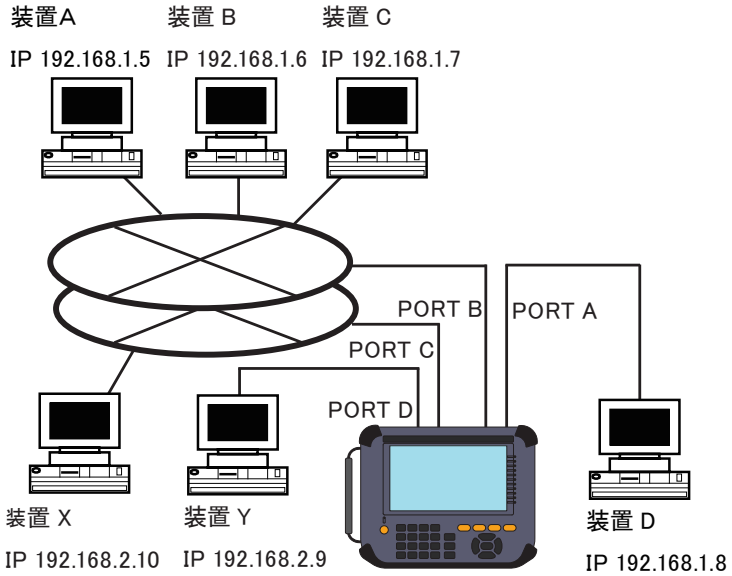 装置A 装置 B 装置 C
IP 192.168.1.5 IP 192.168.1.6 IP 192.168.1.7
PORT B PORT A
PORT C
PORT D
装置 X 装置 Y 装置 D
IP 192.168.2.10 IP 192.168.2.9 IP 192.168.1.8